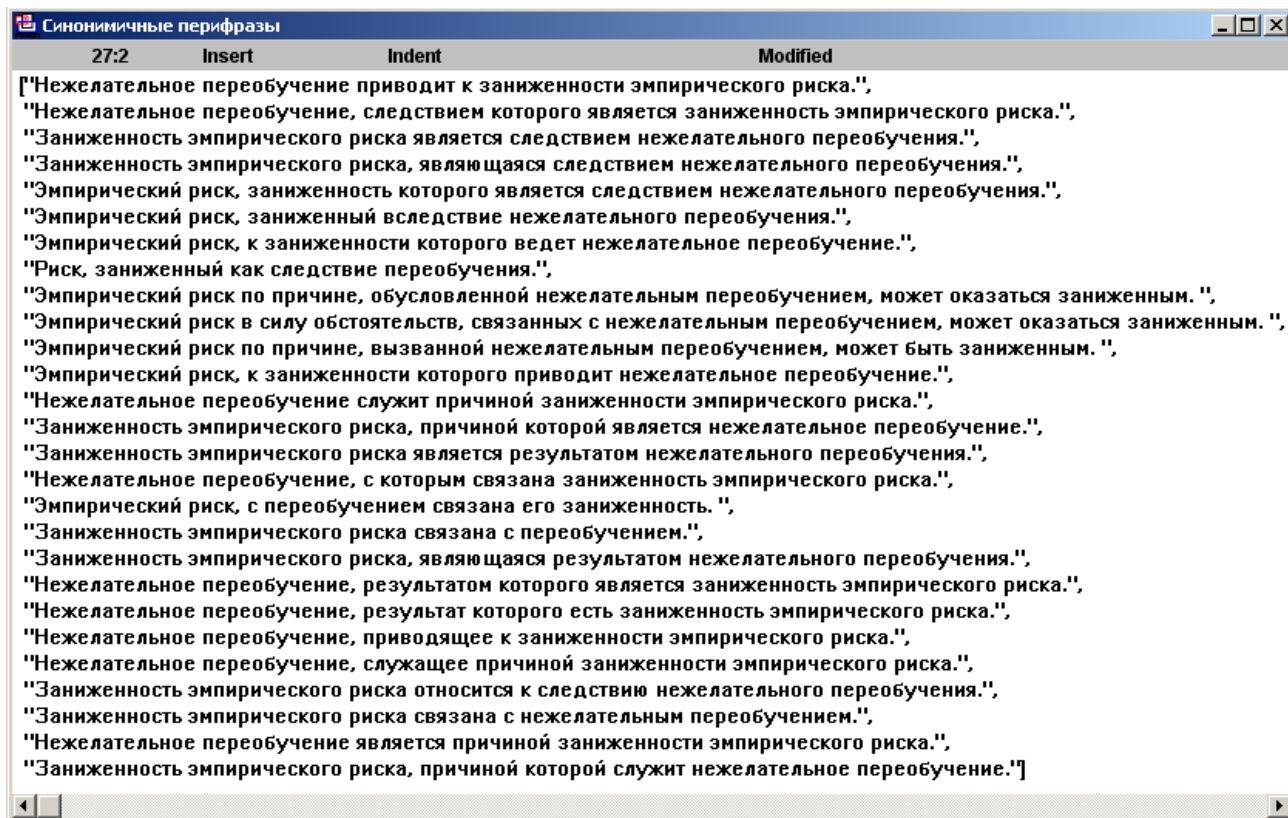 Синонимичные перифразы
27:2 Insert Indent Modified
["Нежелательное переобучение приводит к заниженности эмпирического риска.",
"Нежелательное переобучение, следствием которого является заниженность эмпирического риска.",
"Заниженность эмпирического риска является следствием нежелательного переобучения.",
"Заниженность эмпирического риска, являющаяся следствием нежелательного переобучения.",
"Эмпирический риск, заниженность которого является следствием нежелательного переобучения.",
"Эмпирический риск, заниженный вследствие нежелательного переобучения.",
"Эмпирический риск, к заниженности которого ведет нежелательное переобучение.",
"Риск, заниженный как следствие переобучения.",
"Эмпирический риск по причине, обусловленной нежелательным переобучением, может оказаться заниженным. ",
"Эмпирический риск в силу обстоятельств, связанных с нежелательным переобучением, может оказаться заниженным. ",
"Эмпирический риск по причине, вызванной нежелательным переобучением, может быть заниженным. ",
"Эмпирический риск, к заниженности которого приводит нежелательное переобучение.",
"Нежелательное переобучение служит причиной заниженности эмпирического риска.",
"Заниженность эмпирического риска, причиной которой является нежелательное переобучение.",
"Заниженность эмпирического риска является результатом нежелательного переобучения.",
"Нежелательное переобучение, с которым связана заниженность эмпирического риска.",
"Эмпирический риск, с переобучением связана его заниженность. ",
"Заниженность эмпирического риска связана с переобучением.",
"Заниженность эмпирического риска, являющаяся результатом нежелательного переобучения.",
"Нежелательное переобучение, результатом которого является заниженность эмпирического риска.",
"Нежелательное переобучение, результат которого есть заниженность эмпирического риска.",
"Нежелательное переобучение, приводящее к заниженности эмпирического риска.",
"Нежелательное переобучение, служащее причиной заниженности эмпирического риска.",
"Заниженность эмпирического риска относится к следствию нежелательного переобучения.",
"Заниженность эмпирического риска связана с нежелательным переобучением.",
"Нежелательное переобучение является причиной заниженности эмпирического риска.",
"Заниженность эмпирического риска, причиной которой служит нежелательное переобучение."]